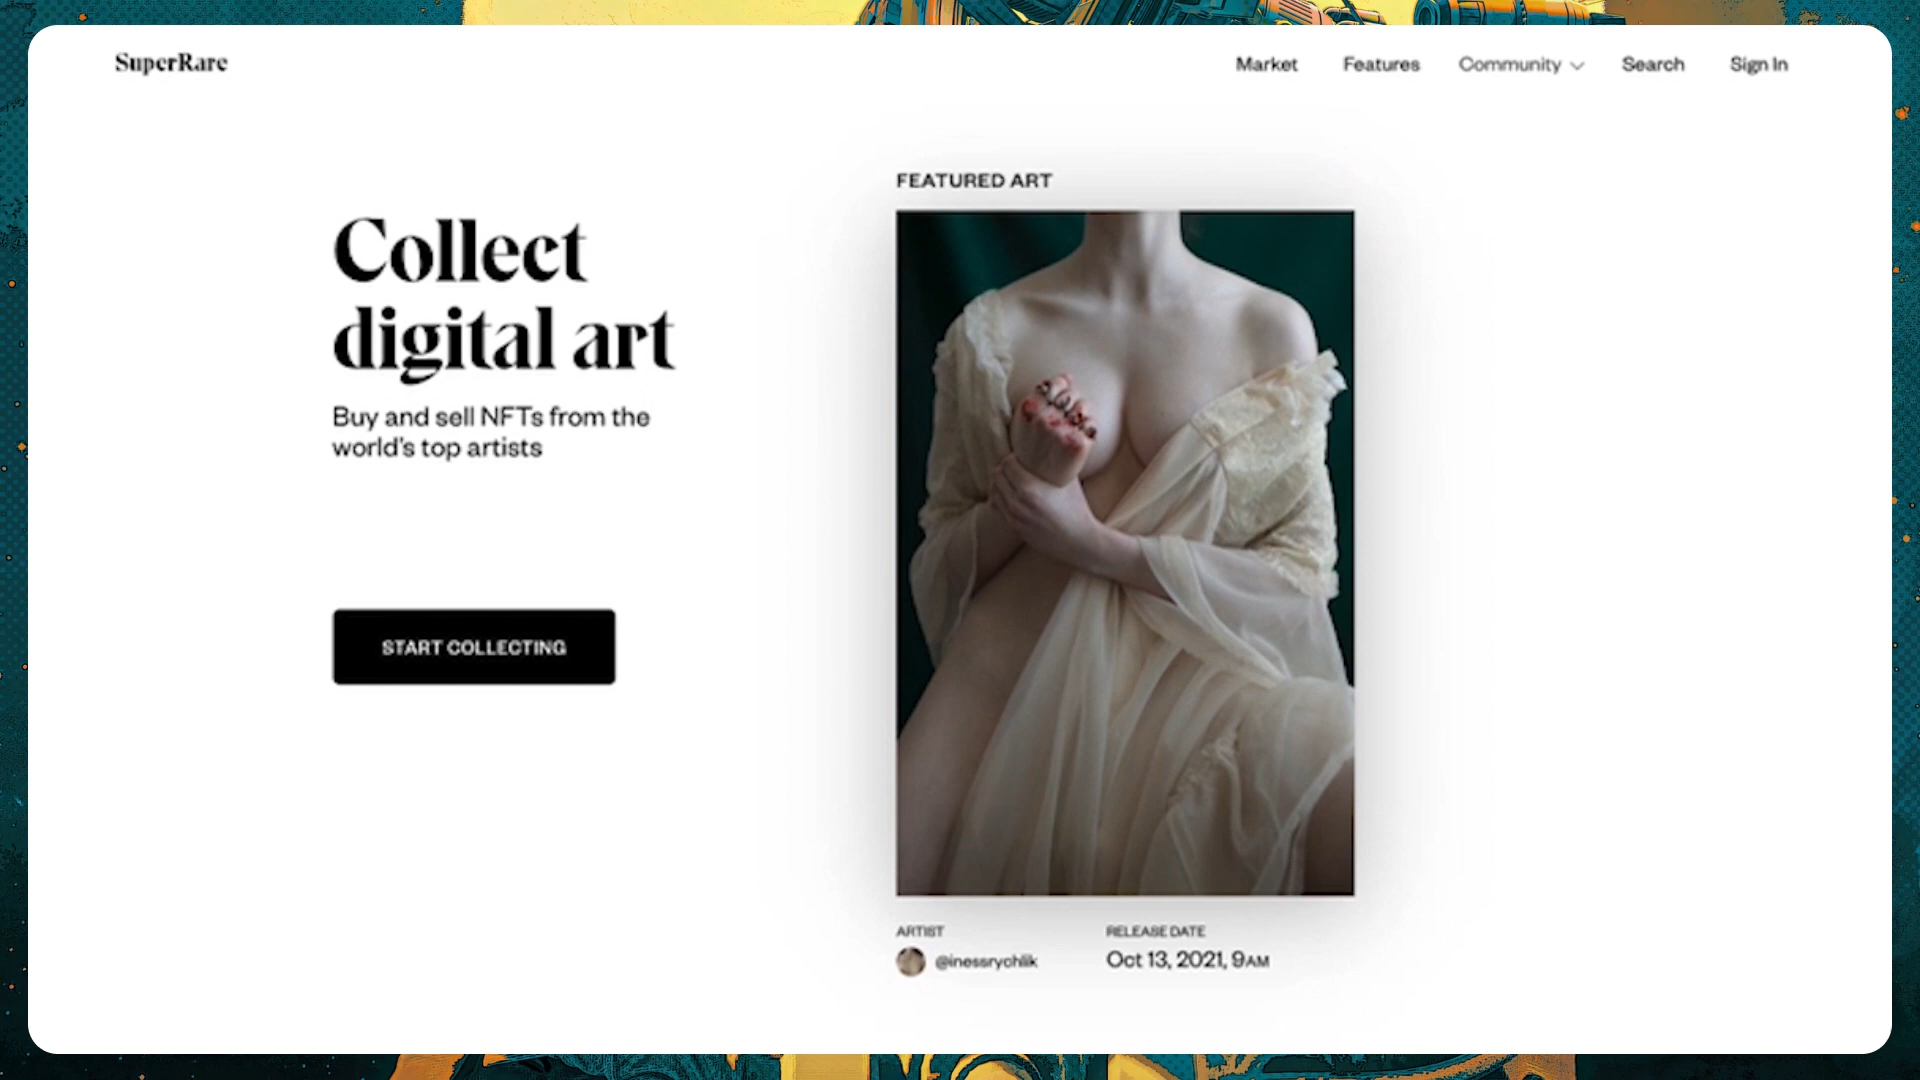 SuperRare
Market Features Community Search Sign In
FEATURED ART
Collect
digital art
Buy and sell NFTs from the
world's top artists
START COLLECTING
ARTIST
@inessrychlik
RELEASE DATE
Oct 13, 2021, 9AM